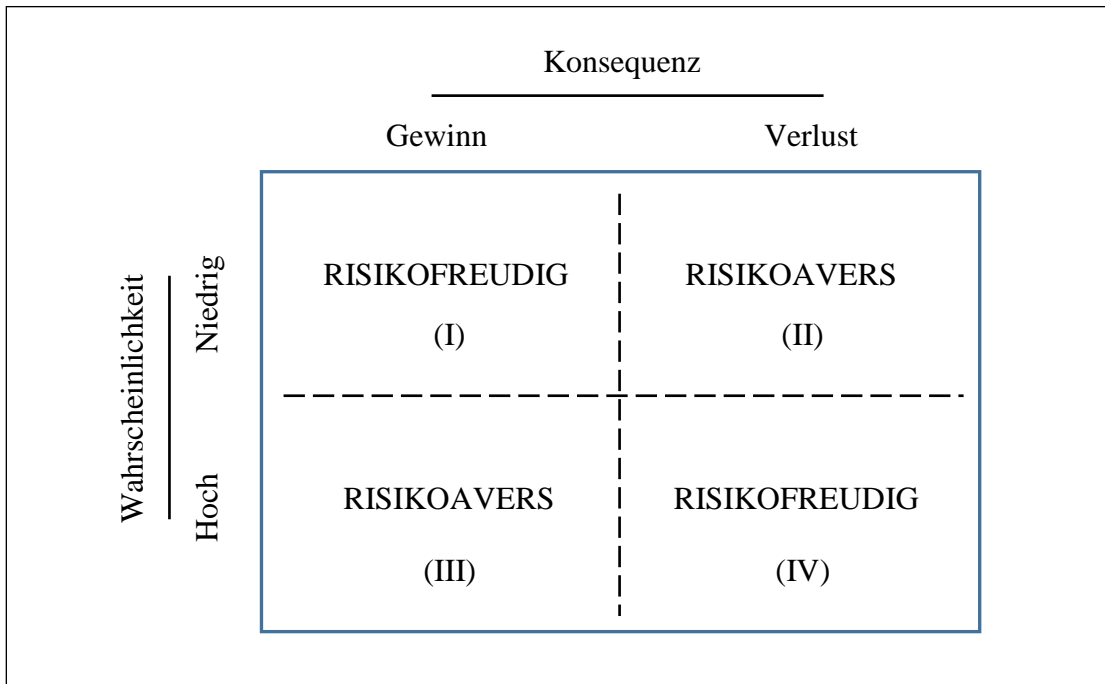 Konsequenz
Gewinn Verlust
Wahrscheinlichkeit
Niedrig
RISIKOFREUDIG RISIKOAVERS
(I) (II)
Hoch
RISIKOAVERS RISIKOFREUDIG
(III) (IV)